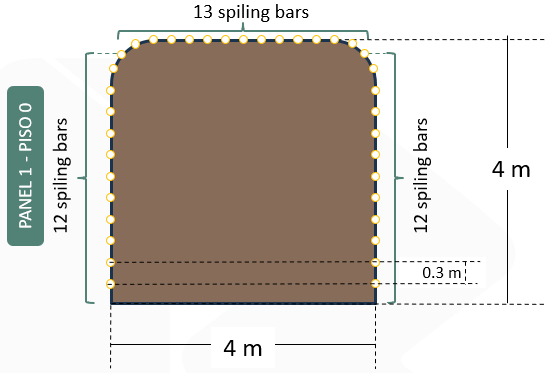 13 spiling bars
PANEL 1 - PISO 0
12 spiling bars
12 spiling bars
4 m
0.3 m
4 m